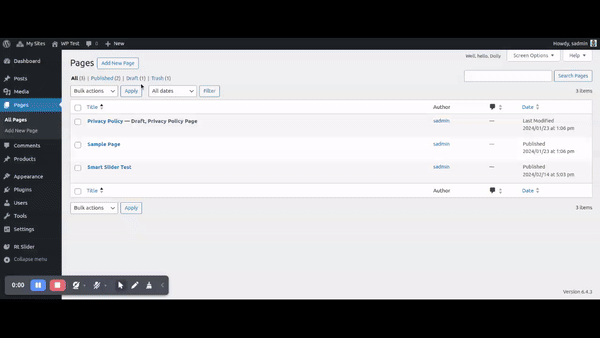 My Sites WP Test 6 New Howdy, sadmin
Dashboard
Posts
Media
Pages
All Pages
Add New Page
Comments
Products
Appearance
Plugins
Users
Tools
Settings
RE Slider
Collapse menu
Well, hello, Dolly Screen Options Help
Pages Add New Page
All (3) | Published (2) | Draft (1) | Trash (1)
Search Pages
Bulk actions Apply All dates Filter 3 items
Title Author Date
Privacy Policy — Draft, Privacy Policy Page sadmin — Last Modified
2024/01/23 at 1:06 pm
Sample Page sadmin — Published
2024/01/23 at 1:06 pm
Smart Slider Test sadmin — Published
2024/02/14 at 5:03 pm
Title Author Date
Bulk actions Apply 3 items
0:00
Version 6.4.3